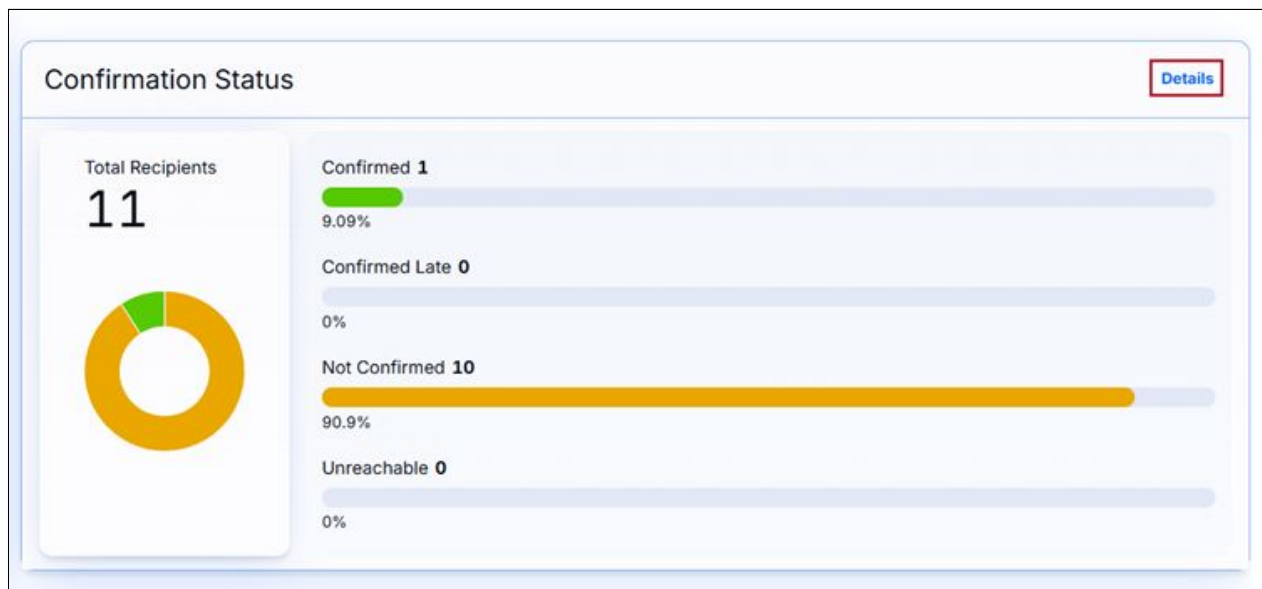 Confirmation Status
Details
Total Recipients
11
Confirmed 1
9.09%
Confirmed Late 0
0%
Not Confirmed 10
90.9%
Unreachable 0
0%